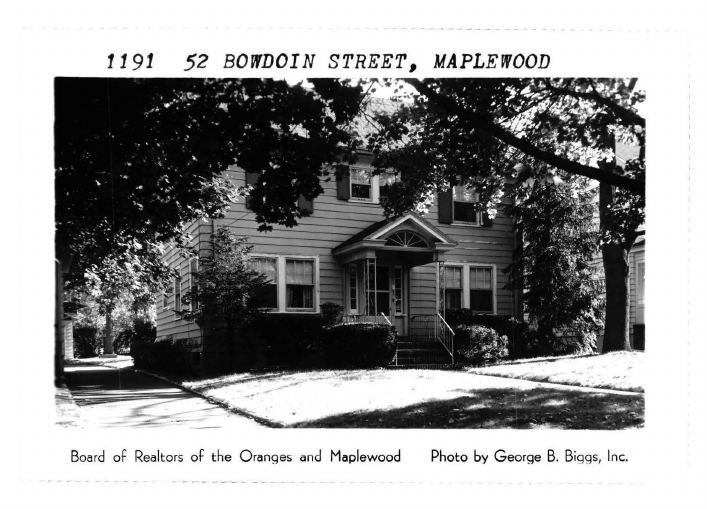 1191 52 BOWDOIN STREET, MAPLEWOOD
Board of Realtors of the Oranges and Maplewood Photo by George B. Biggs, Inc.